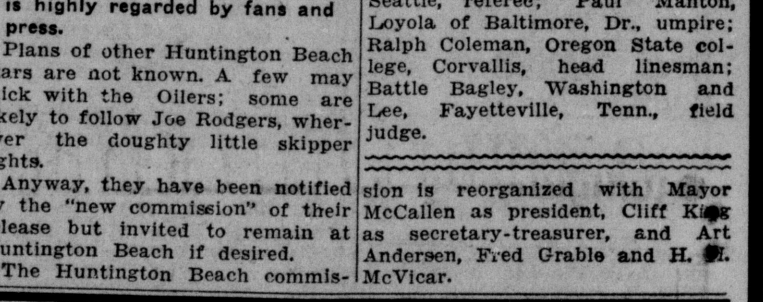 is highly regarded by fans and
press.
Plans of other Huntington Beach
ars are not known. A few may
ick with the Oilers; some are
kely to follow Joe Rodgers, wher-
er the doughty little skipper
ghts.
Anyway, they have been notified
the "new commission" of their
lease but invited to remain at
untington Beach if desired.
The Huntington Beach commis-
Seattle, referee; Paul Manton,
Loyola of Baltimore, Dr., umpire;
Ralph Coleman, Oregon State col-
lege, Corvallis, head linesman;
Battle Bagley, Washington and
Lee, Fayetteville, Tenn., field
judge.
sion is reorganized with Mayor
McCallen as president, Cliff King
as secretary-treasurer, and Art
Andersen, Fred Grable and H.
McVicar.